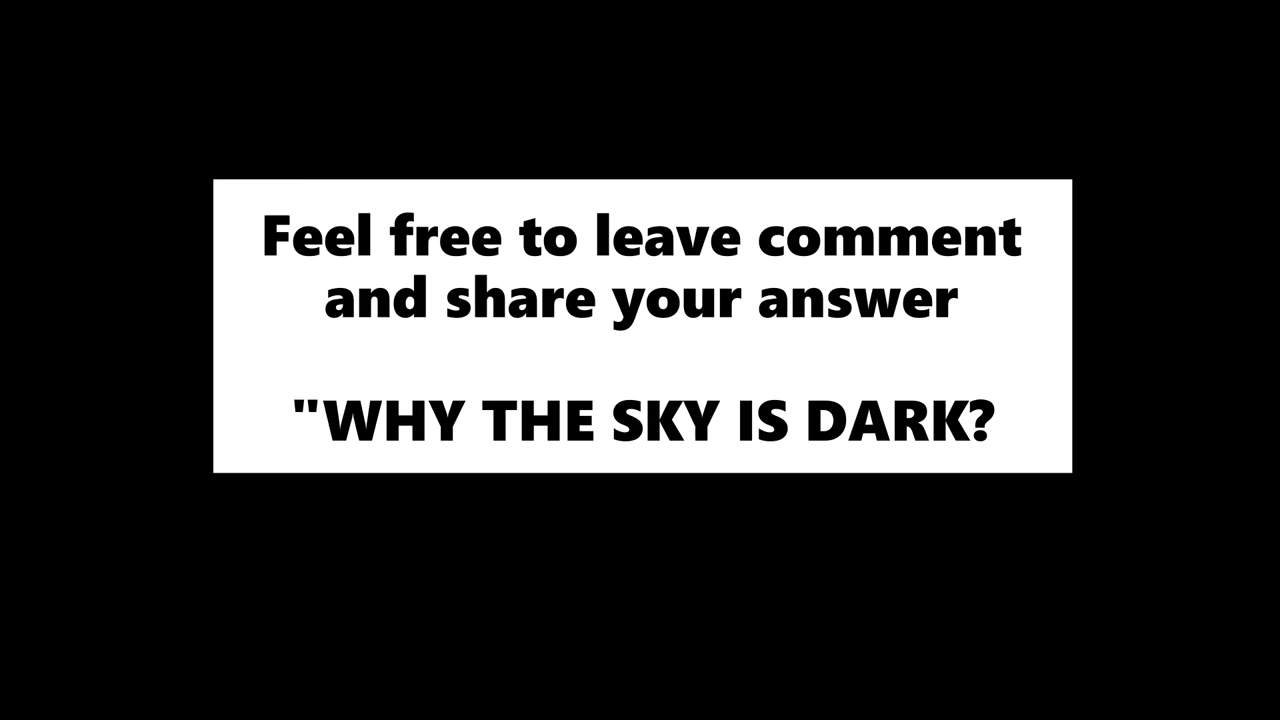 Feel free to leave comment
and share your answer
"WHY THE SKY IS DARK?